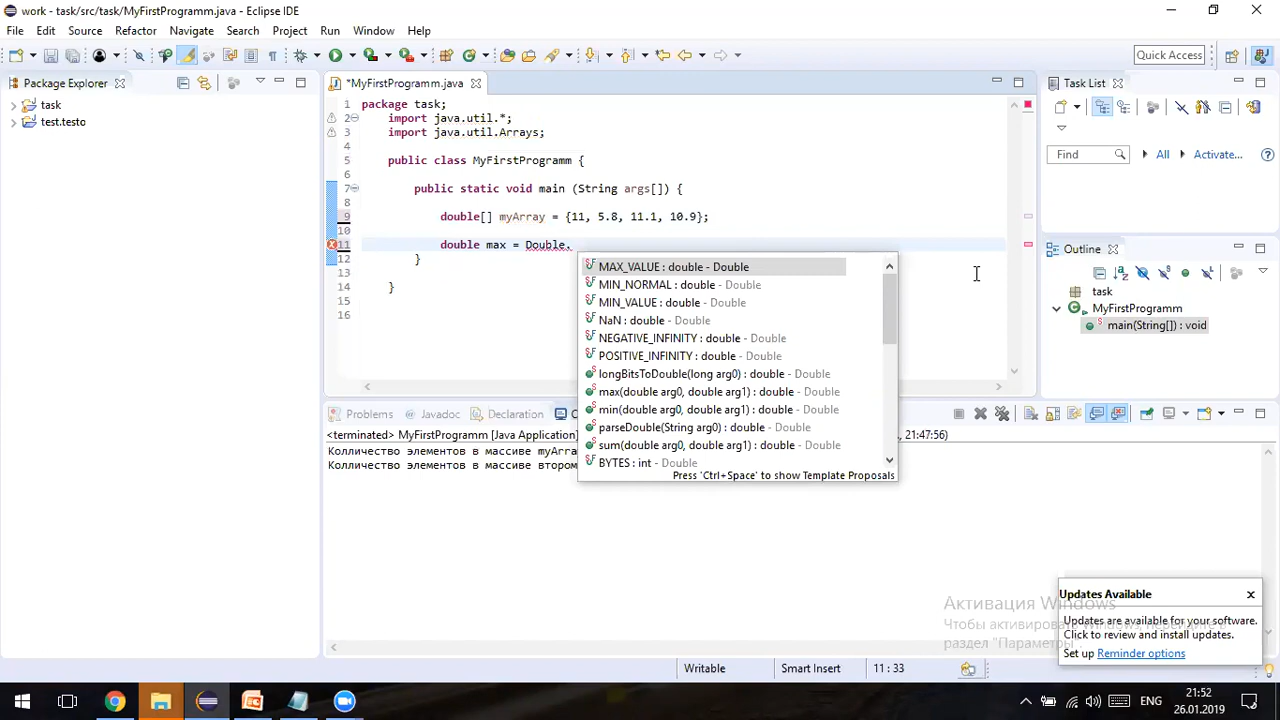 work - task/src/task/MyFirstProgramm.java - Eclipse IDE
File Edit Source Refactor Navigate Search Project Run Window Help
Quick Access
Package Explorer
task
test.testo
*MyFirstProgramm.java
1 package task;
2 import java.util.*;
3 import java.util.Arrays;
4
5 public class MyFirstProgramm {
6
7 public static void main (String args[]) {
8
9 double[] myArray = {11, 5.8, 11.1, 10.9};
10
11 double max = Double.
12 }
13
14 }
15
16
MAX_VALUE : double - Double
MIN_NORMAL : double - Double
MIN_VALUE : double - Double
NaN : double - Double
NEGATIVE_INFINITY : double - Double
POSITIVE_INFINITY : double - Double
longBitsToDouble(long arg0) : double - Double
max(double arg0, double arg1) : double - Double
min(double arg0, double arg1) : double - Double
parseDouble(String arg0) : double - Double
sum(double arg0, double arg1) : double - Double
BYTES : int - Double
Press 'Ctrl+Space' to show Template Proposals
Task List
Find All Activate...
Outline
task
MyFirstProgramm
main(String[]) : void
Problems Javadoc Declaration
<terminated> MyFirstProgramm [Java Application] , 21:47:56)
Колличество элементов в массиве myArra
Колличество элементов в массиве втором
Активация Windows
Чтобы активировать Windows, перейдите в
раздел "Параметры".
Updates Available
Updates are available for your software.
Click to review and install updates.
Set up Reminder options
Writable Smart Insert 11 : 33
ENG
21:52
26.01.2019